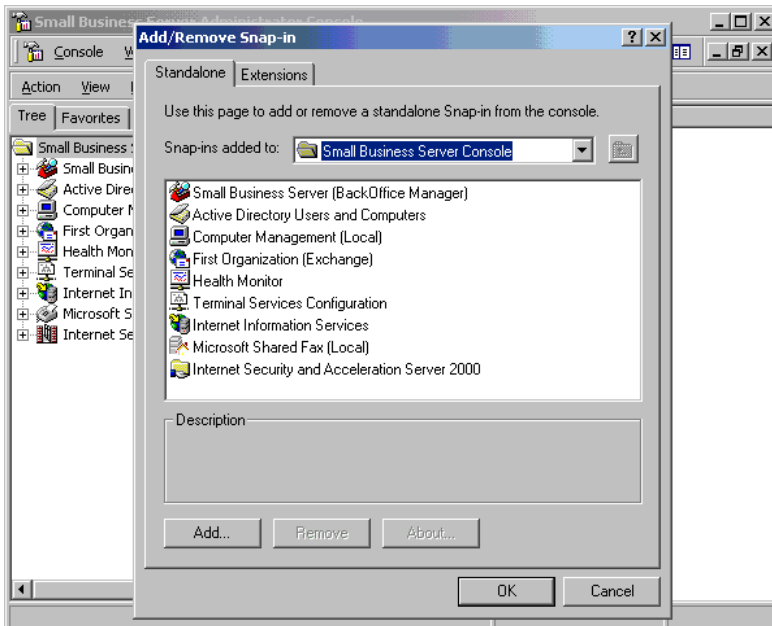 Small Business Server Administrator Console
Add/Remove Snap-in
Console
Action View
Tree Favorites
Standalone Extensions
Use this page to add or remove a standalone Snap-in from the console.
Snap-ins added to: Small Business Server Console
Small Business
Small Busin
Active Dire
Computer M
First Organ
Health Mon
Terminal Se
Internet In
Microsoft S
Internet Se
Small Business Server (BackOffice Manager)
Active Directory Users and Computers
Computer Management (Local)
First Organization (Exchange)
Health Monitor
Terminal Services Configuration
Internet Information Services
Microsoft Shared Fax (Local)
Internet Security and Acceleration Server 2000
Description
Add... Remove About...
OK Cancel